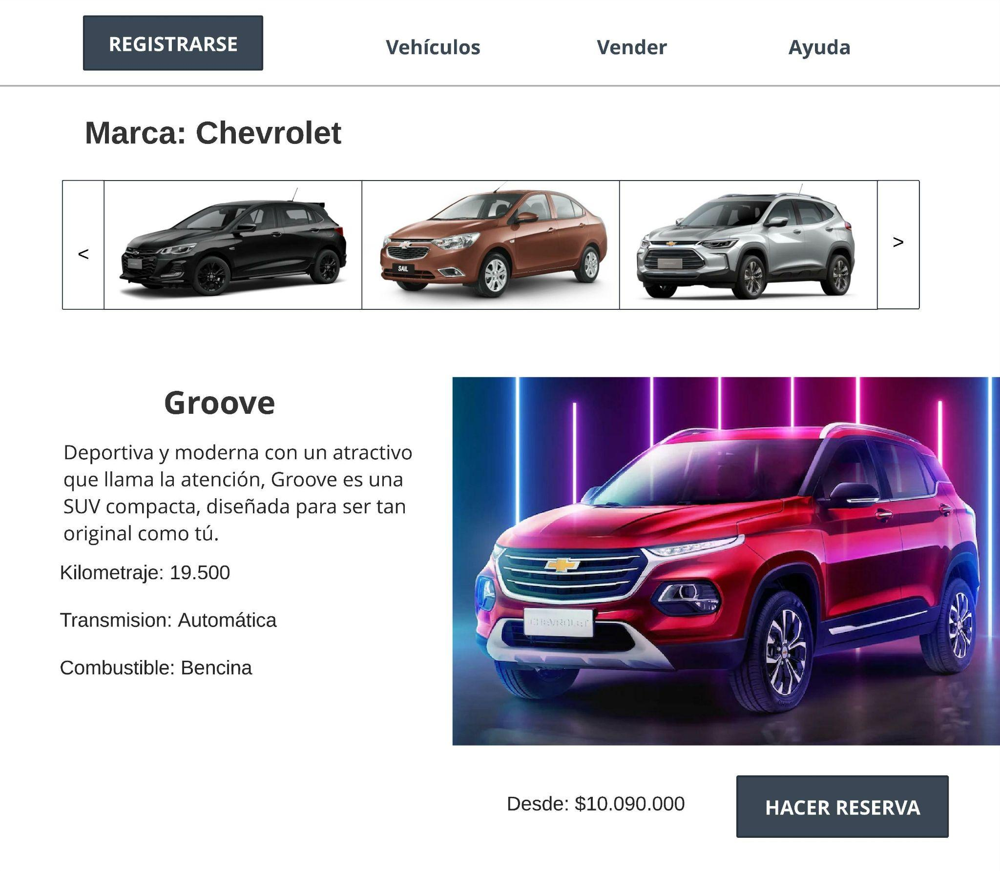 REGISTRARSE
Vehículos
Vender
Ayuda
Marca: Chevrolet
<
SAIL
>
Groove
Deportiva y moderna con un atractivo
que llama la atención, Groove es una
SUV compacta, diseñada para ser tan
original como tú.
Kilometraje: 19.500
Transmision: Automática
Combustible: Bencina
CHEVROLET
Desde: $10.090.000
HACER RESERVA